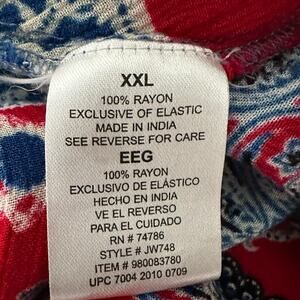 XXL
100% RAYON
EXCLUSIVE OF ELASTIC
MADE IN INDIA
SEE REVERSE FOR CARE
EEG
100% RAYON
EXCLUSIVO DE ELÁSTICO
HECHO EN INDIA
VE EL REVERSO
PARA EL CUIDADO
RN # 74786
STYLE # JW748
ITEM # 980083780
UPC 7004 2010 0709